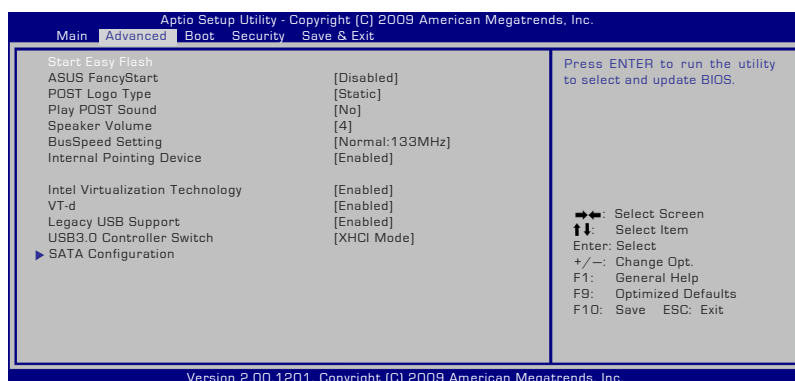 Aptio Setup Utility - Copyright (C) 2009 American Megatrends, Inc.
Main Advanced Boot Security Save & Exit
Start Easy Flash
ASUS FancyStart [Disabled]
POST Logo Type [Static]
Play POST Sound [No]
Speaker Volume [4]
BusSpeed Setting [Normal:133MHz]
Internal Pointing Device [Enabled]
Intel Virtualization Technology [Enabled]
VT-d [Enabled]
Legacy USB Support [Enabled]
USB3.0 Controller Switch [XHCI Mode]
SATA Configuration
Press ENTER to run the utility
to select and update BIOS.
→←: Select Screen
↑↓: Select Item
Enter: Select
+/—: Change Opt.
F1: General Help
F9: Optimized Defaults
F10: Save ESC: Exit
Version 2.00.1201. Copyright (C) 2009 American Megatrends, Inc.